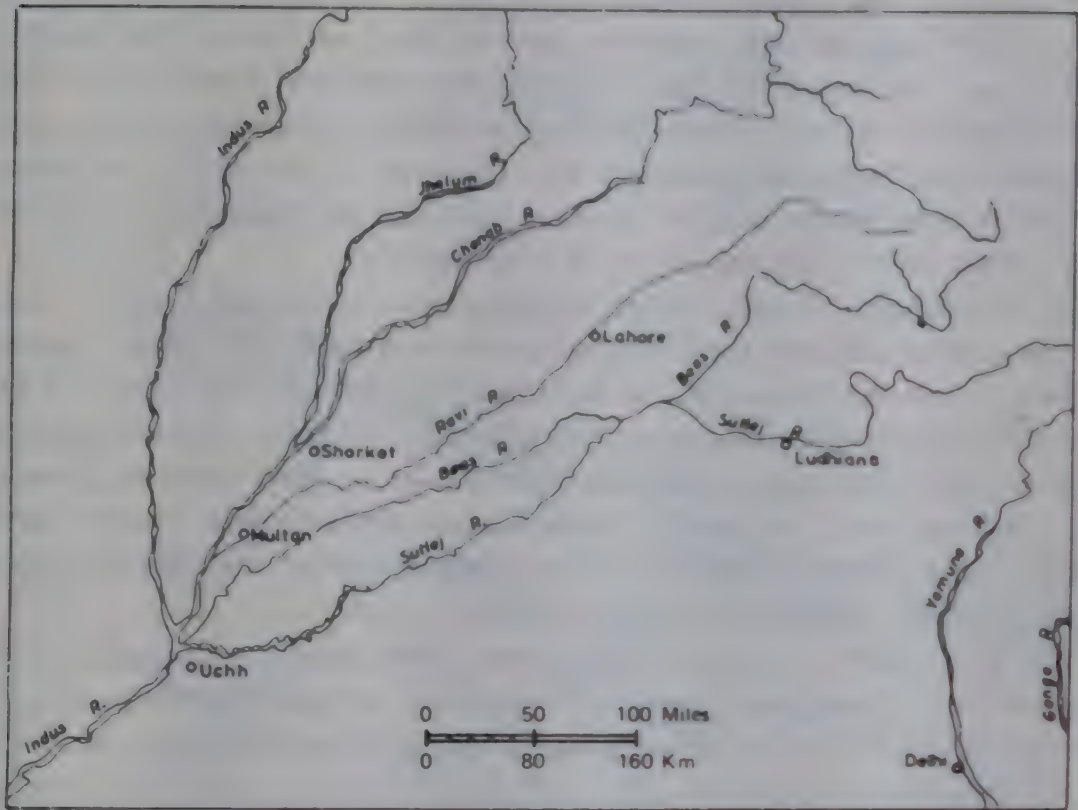 Indus R
Jhelum R.
Chenab R
Lahore
Beas R
Ravi R
Sutlej R
Ludhiana
Shorkot
Beas R
Multan
Sutlej R.
Yamuna R
Ganga R
Uchh
Indus R.
0 50 100 Miles
0 80 160 Km
Delhi